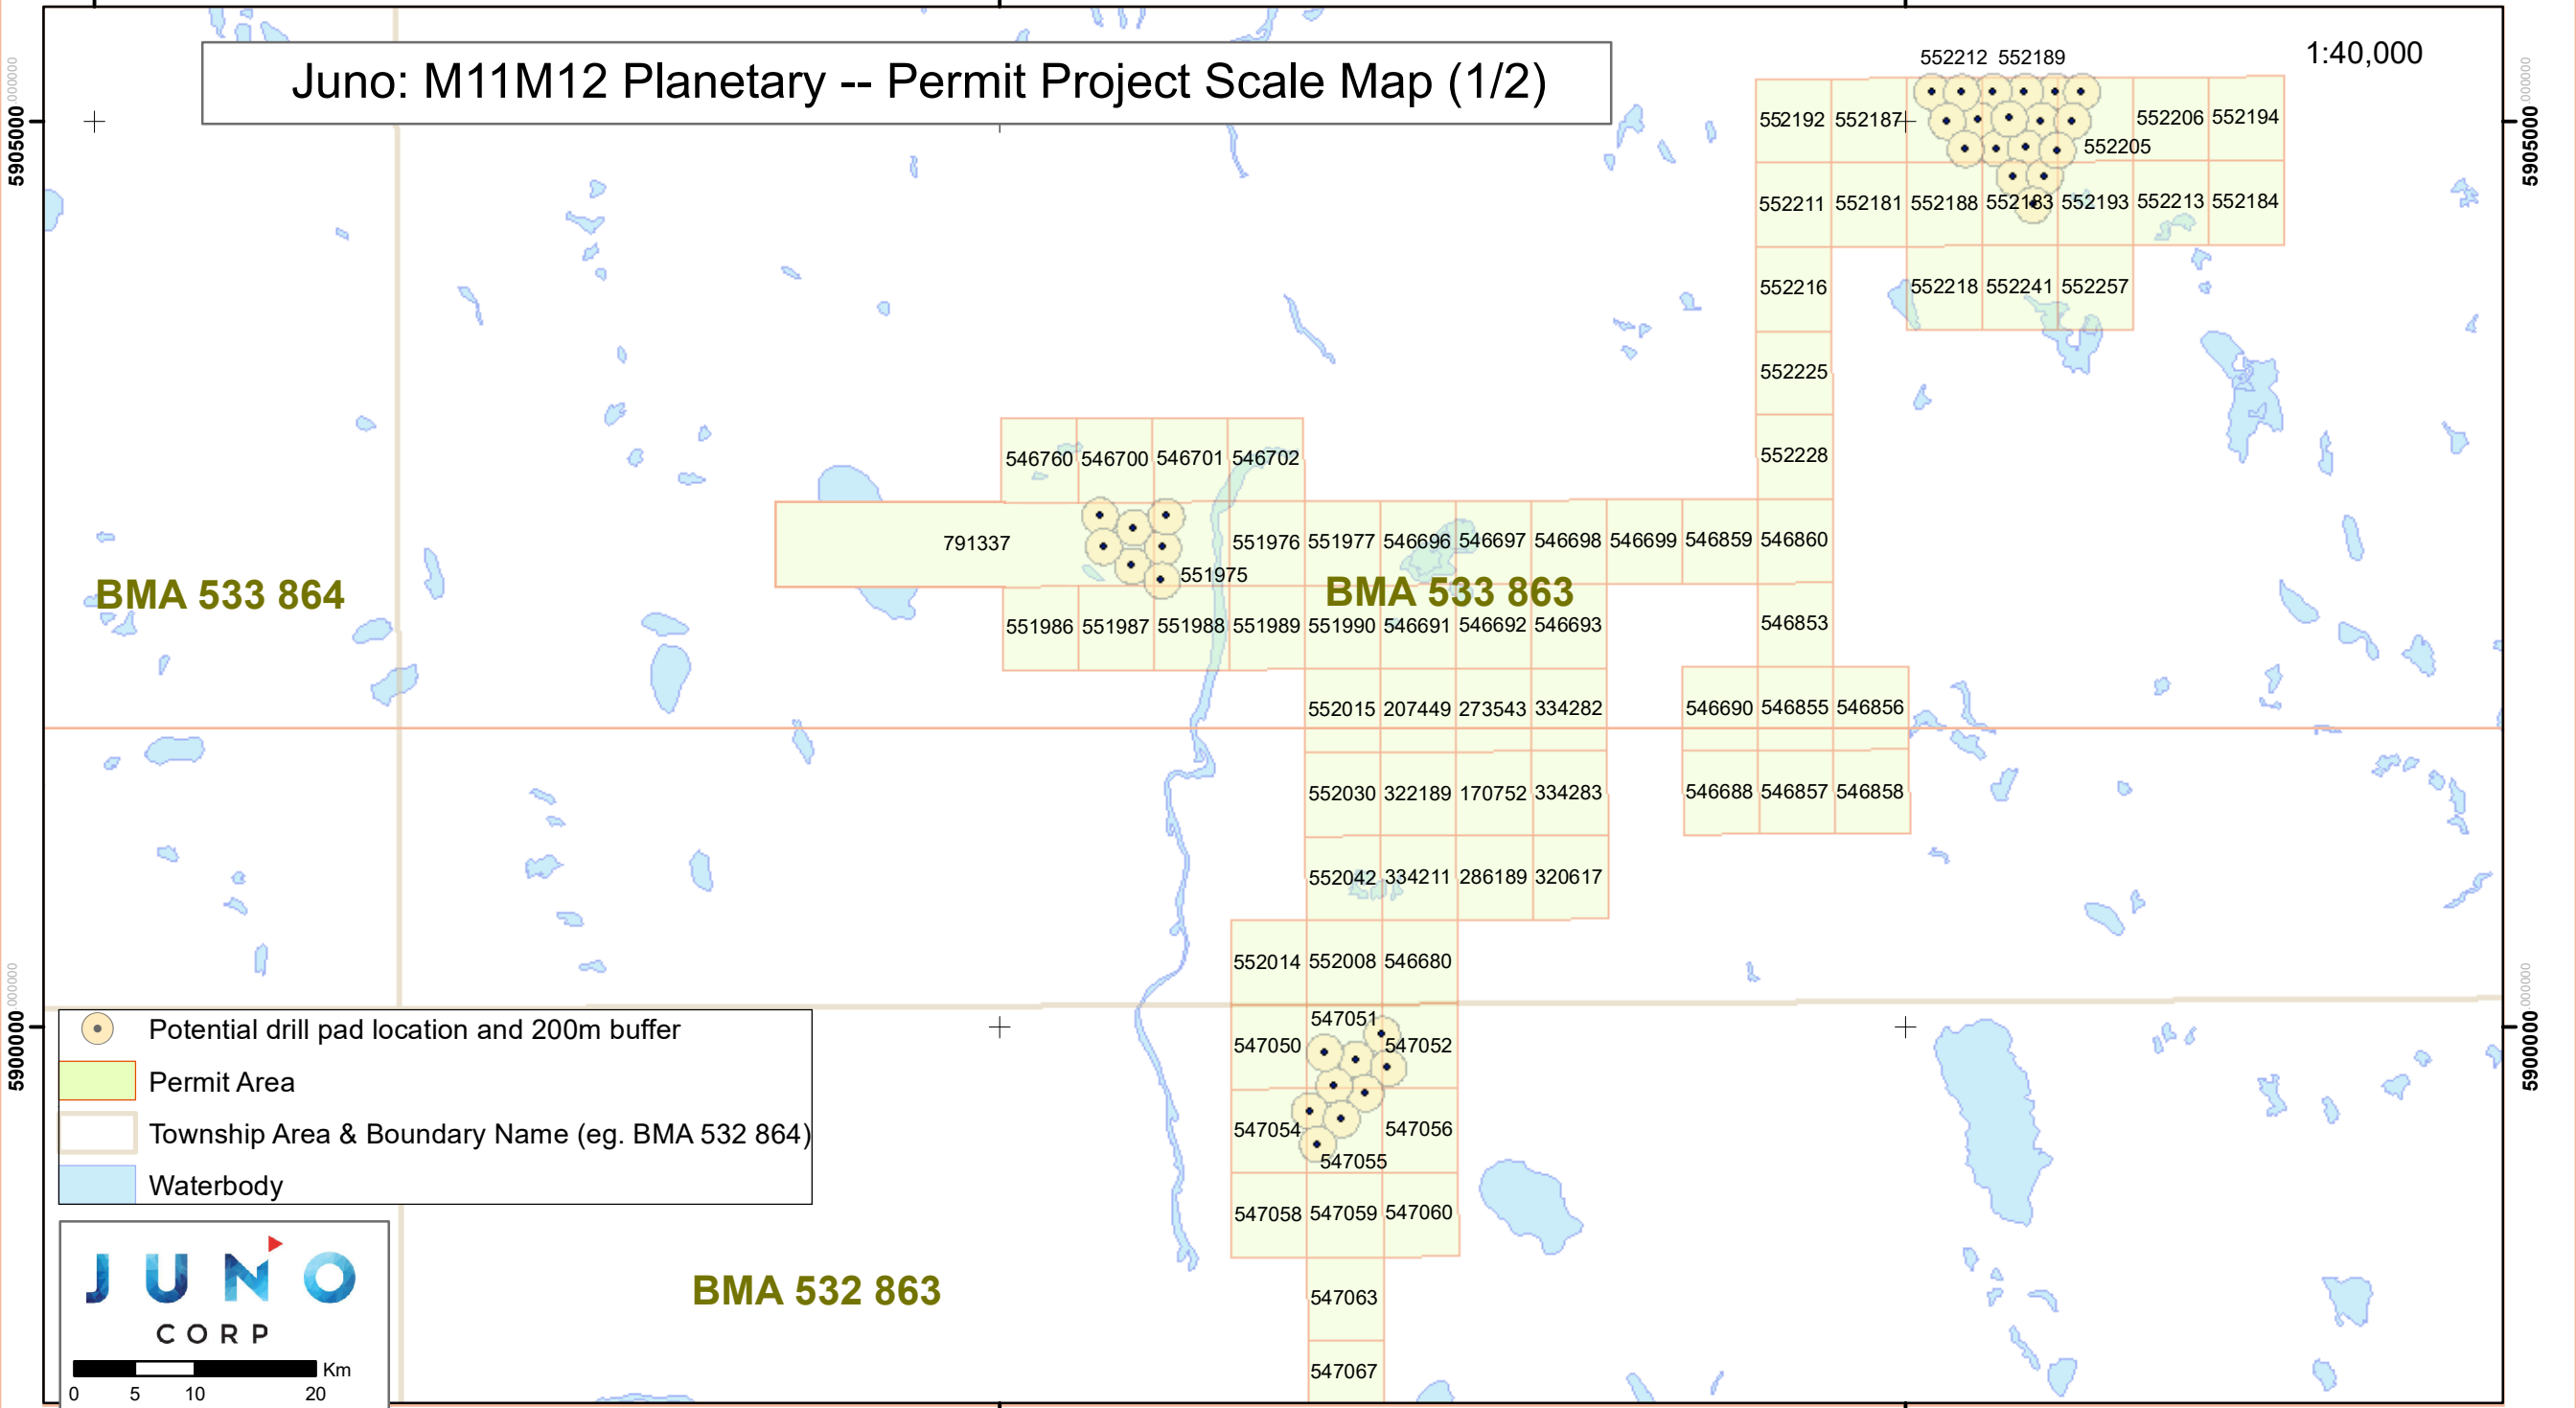 Juno: M11M12 Planetary -- Permit Project Scale Map (1/2)
1:40,000
552212 552189
5905000.000000
5905000.000000
552192 552187 552206 552194
552205
552211 552181 552188 552183 552193 552213 552184
552216 552218 552241 552257
552225
546760 546700 546701 546702 552228
791337 551976 551977 546696 546697 546698 546699 546859 546860
551975
BMA 533 864
BMA 533 863
551986 551987 551988 551989 551990 546691 546692 546693 546853
552015 207449 273543 334282 546690 546855 546856
552030 322189 170752 334283 546688 546857 546858
552042 334211 286189 320617
552014 552008 546680
5900000.000000
5900000.000000
547051
547050 547052
547054 547056
547055
547058 547059 547060
547063
547067
BMA 532 863
Potential drill pad location and 200m buffer
Permit Area
Township Area & Boundary Name (eg. BMA 532 864)
Waterbody
JUNO
CORP
Km
0 5 10 20